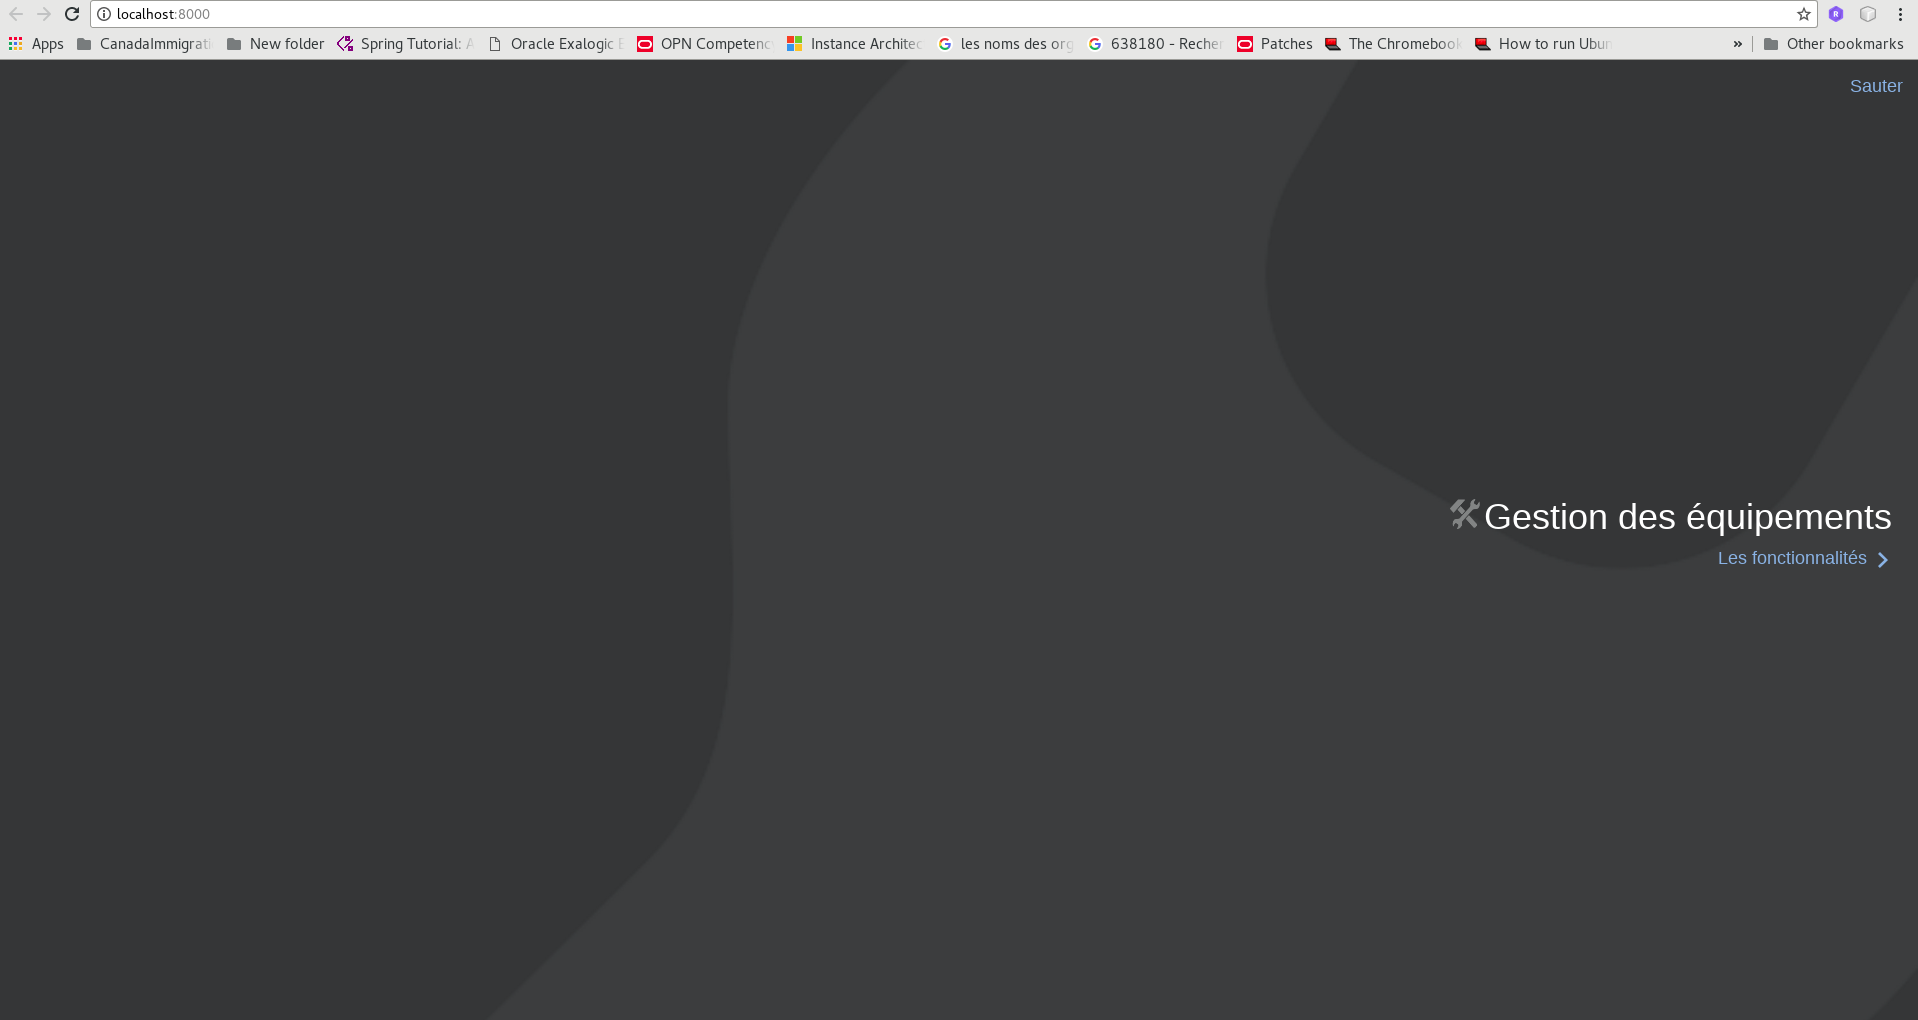 localhost:8000
Apps CanadaImmigrati New folder Spring Tutorial: A Oracle Exalogic E OPN Competency Instance Architec les noms des org 638180 - Recher Patches The Chromebook How to run Ubun » Other bookmarks
Sauter
Gestion des équipements
Les fonctionnalités